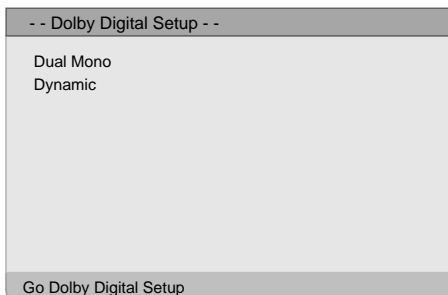 - - Dolby Digital Setup - -
Dual Mono
Dynamic
Go Dolby Digital Setup